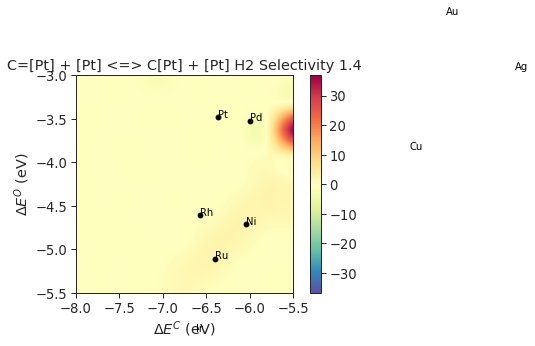 Au
C=[Pt] + [Pt] <=> C[Pt] + [Pt] H2 Selectivity 1.4
Ag
Cu
Pt
Pd
Rh
Ni
Ru
ΔE^O (eV)
−3.0
−3.5
−4.0
−4.5
−5.0
−5.5
−8.0 −7.5 −7.0 −6.5 −6.0 −5.5
ΔE^C (eV)
Ir
30
20
10
0
−10
−20
−30